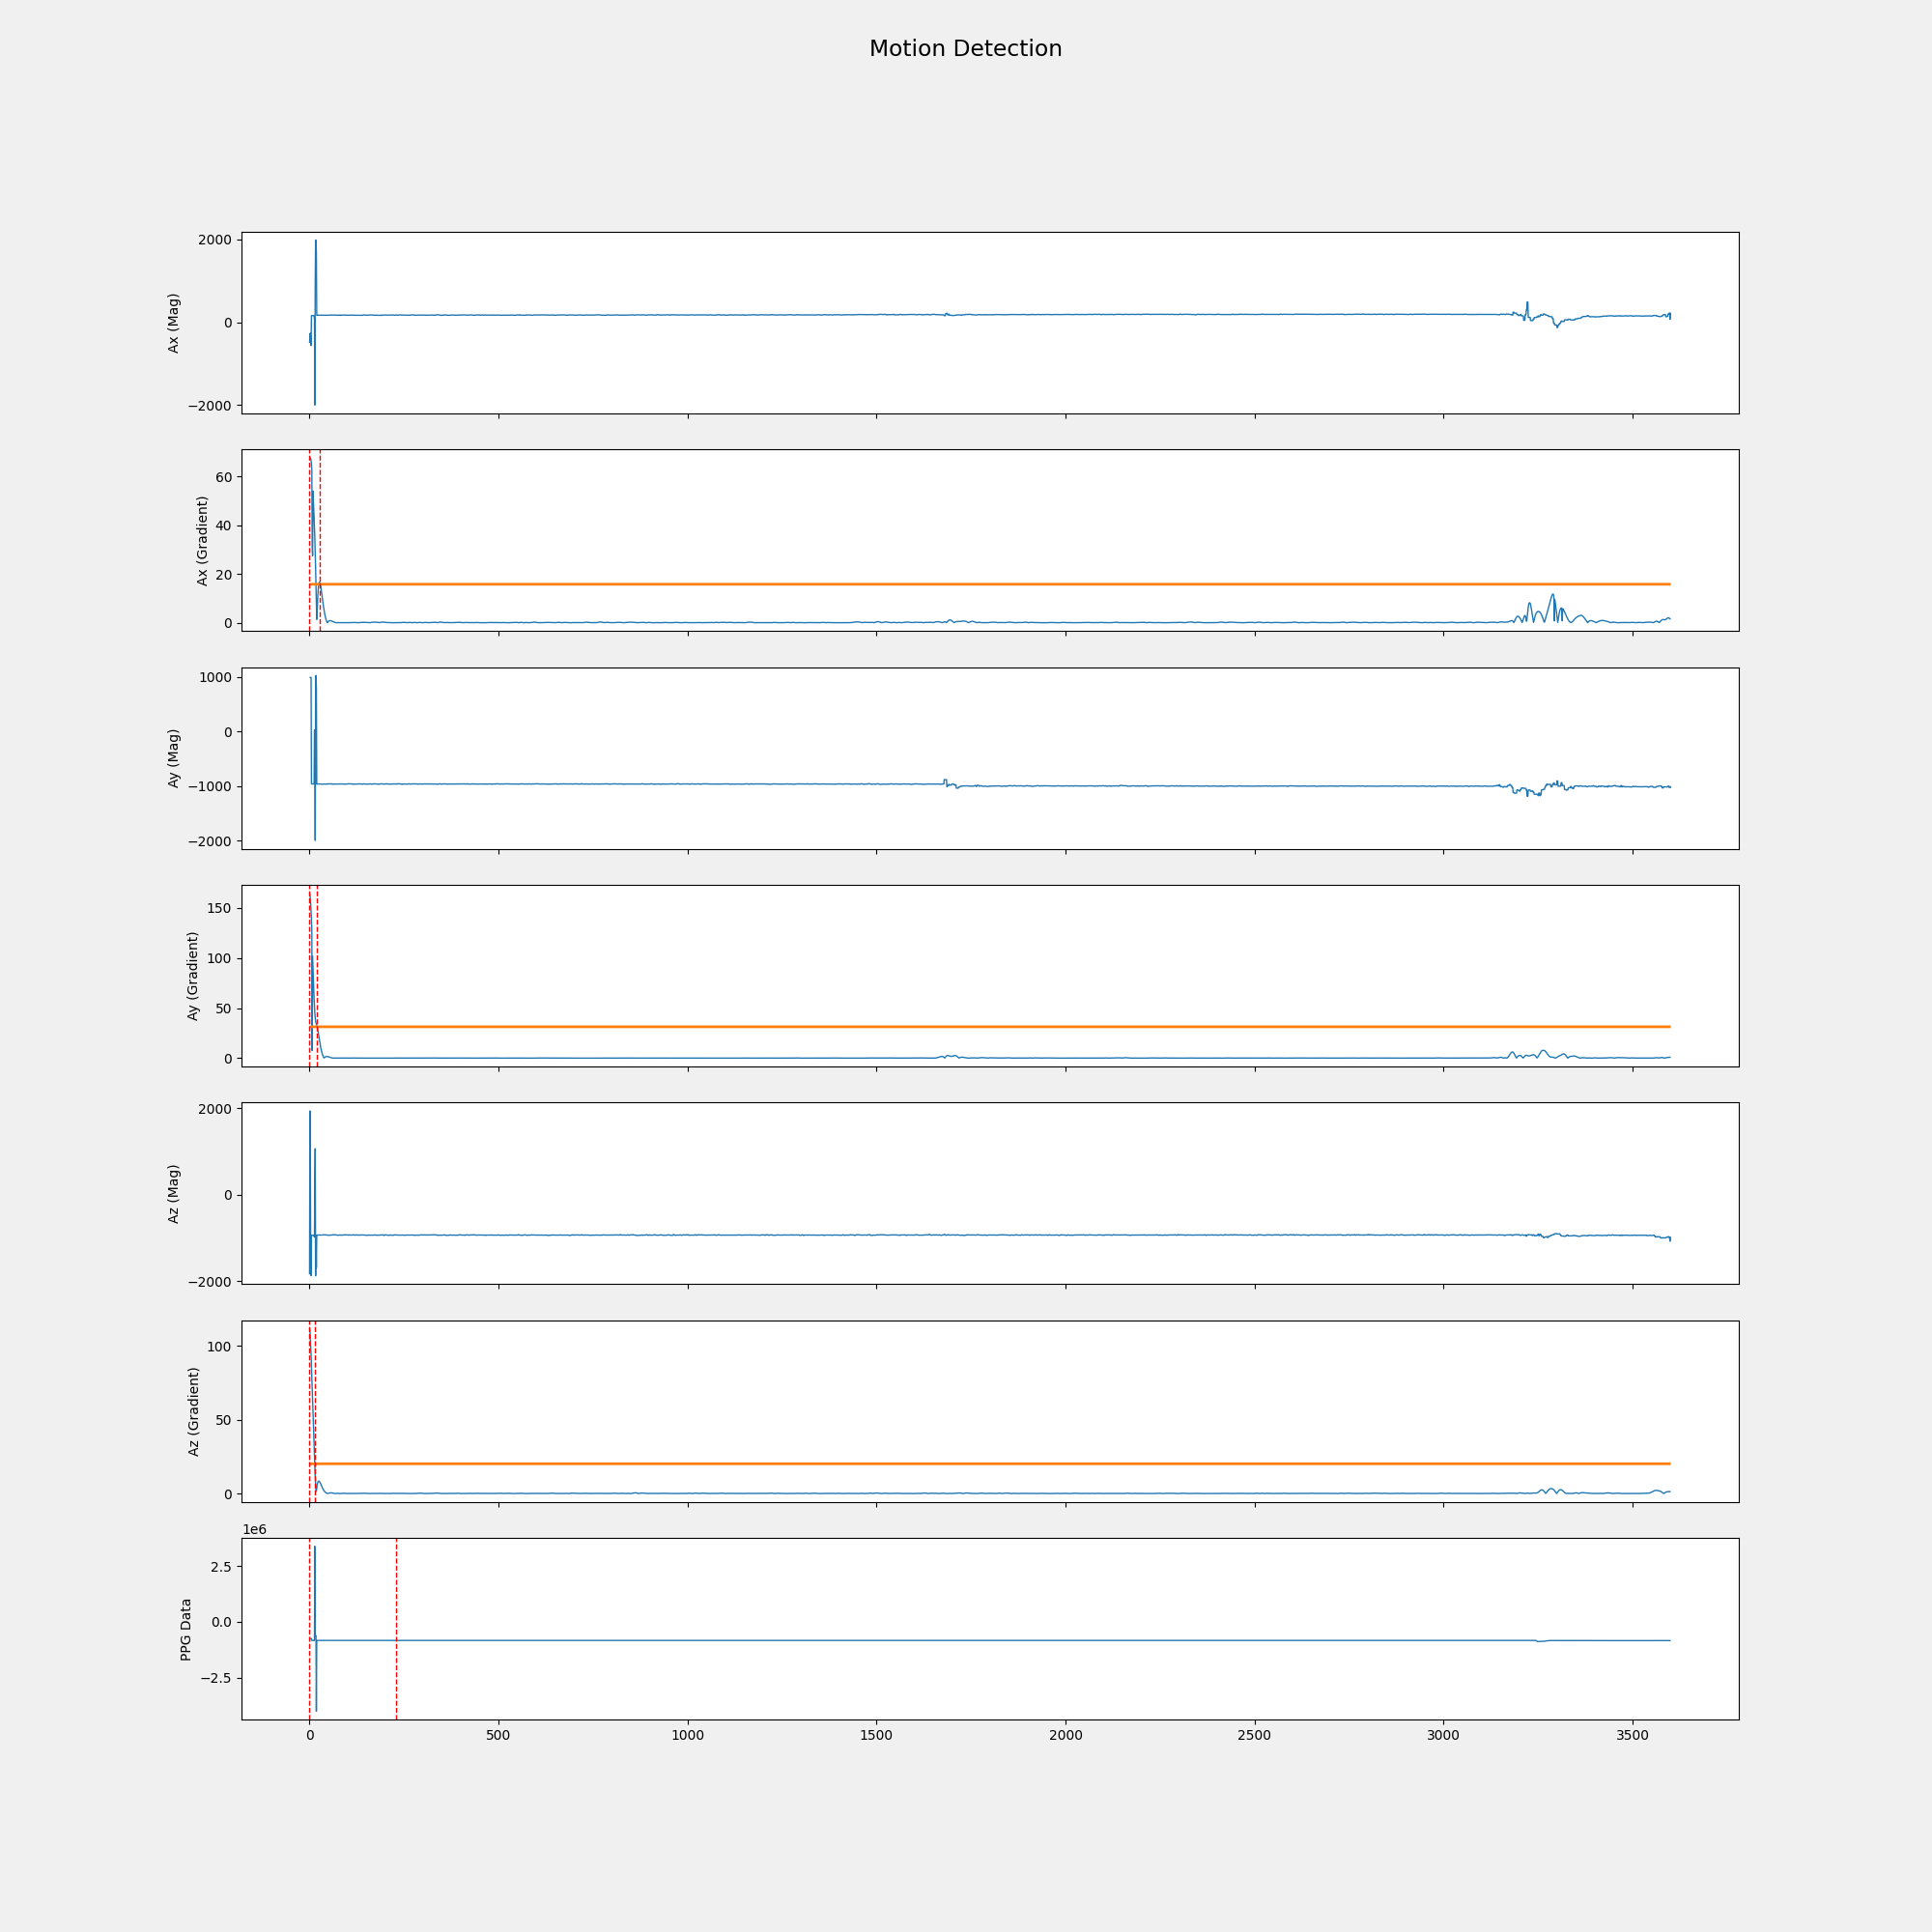 Motion Detection
2000
0
−2000
Ax (Mag)
60
40
20
0
Ax (Gradient)
1000
0
−1000
−2000
Ay (Mag)
150
100
50
0
Ay (Gradient)
2000
0
−2000
Az (Mag)
100
50
0
Az (Gradient)
1e6
2.5
0.0
−2.5
PPG Data
0 500 1000 1500 2000 2500 3000 3500